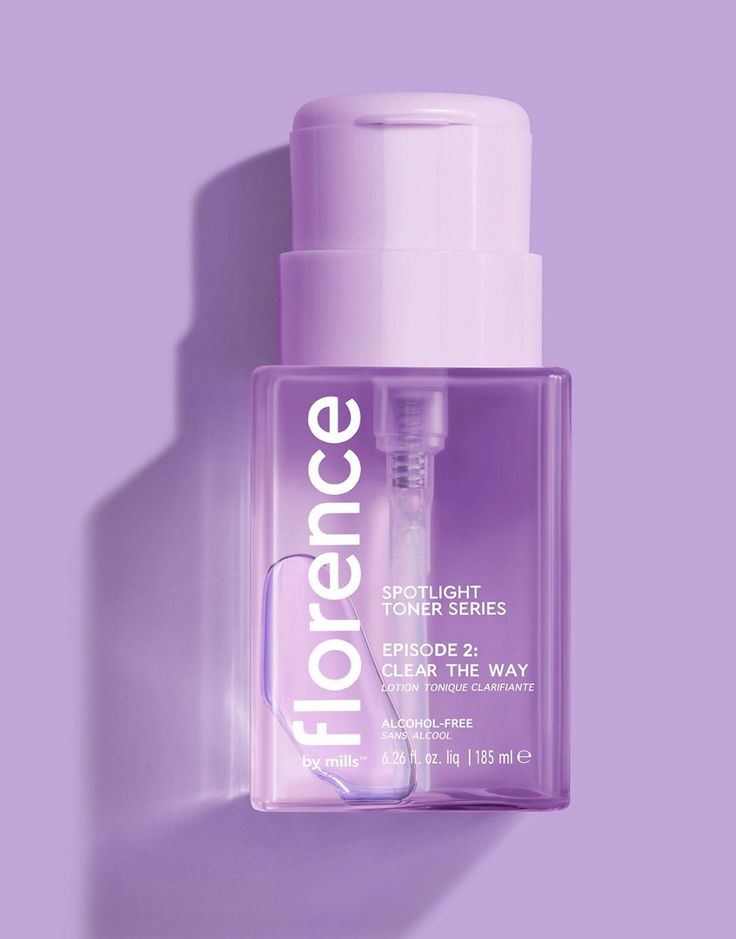 florence
by mills™
SPOTLIGHT
TONER SERIES
EPISODE 2:
CLEAR THE WAY
LOTION TONIQUE CLARIFIANTE
ALCOHOL-FREE
SANS ALCOOL
6.26 fl. oz. liq | 185 ml ℮